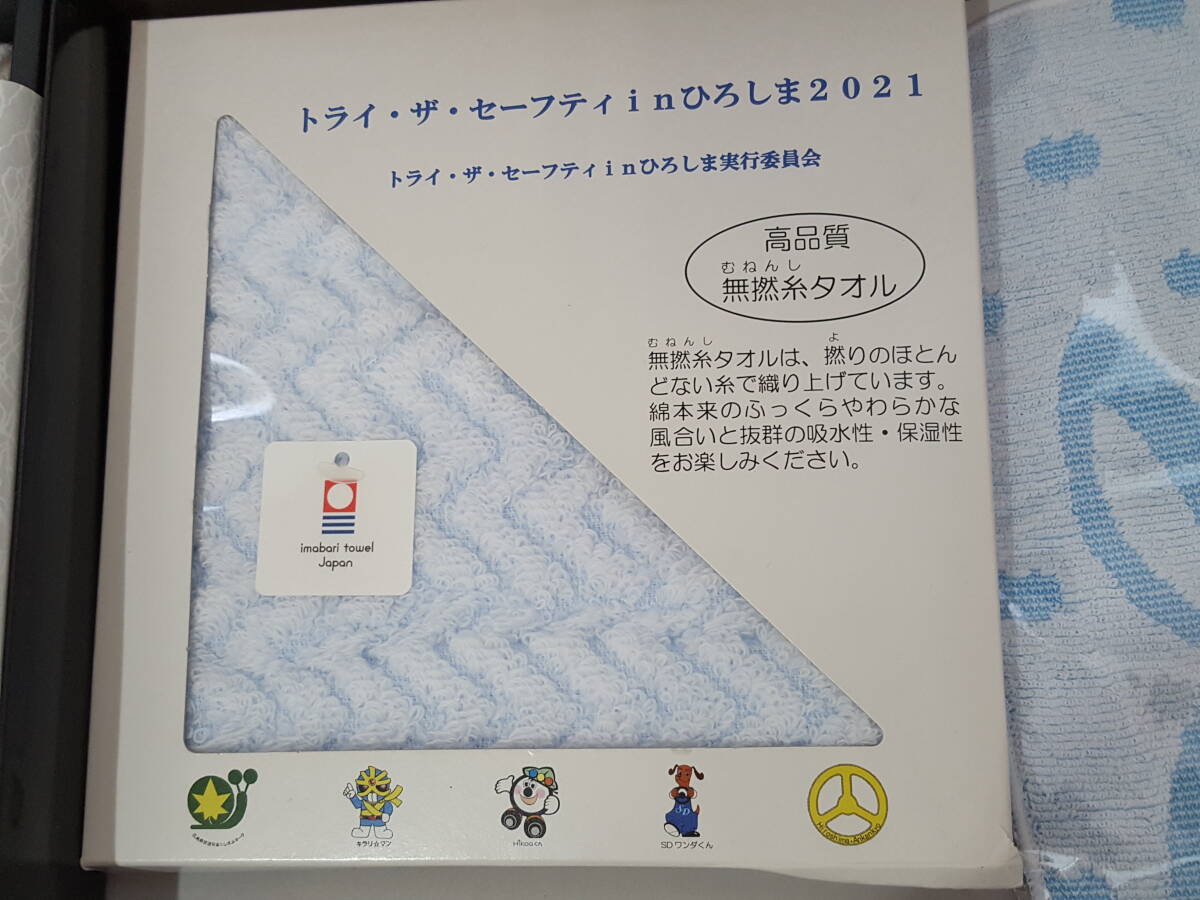 トライ・ザ・セーフティｉｎひろしま２０２１
トライ・ザ・セーフティｉｎひろしま実行委員会
高品質
むねんし
無撚糸タオル
むねんし　よ
無撚糸タオルは、撚りのほとん
どない糸で織り上げています。
綿本来のふっくらやわらかな
風合いと抜群の吸水性・保湿性
をお楽しみください。
imabari towel
Japan
キラリ☆マン
SDワンダくん
SD